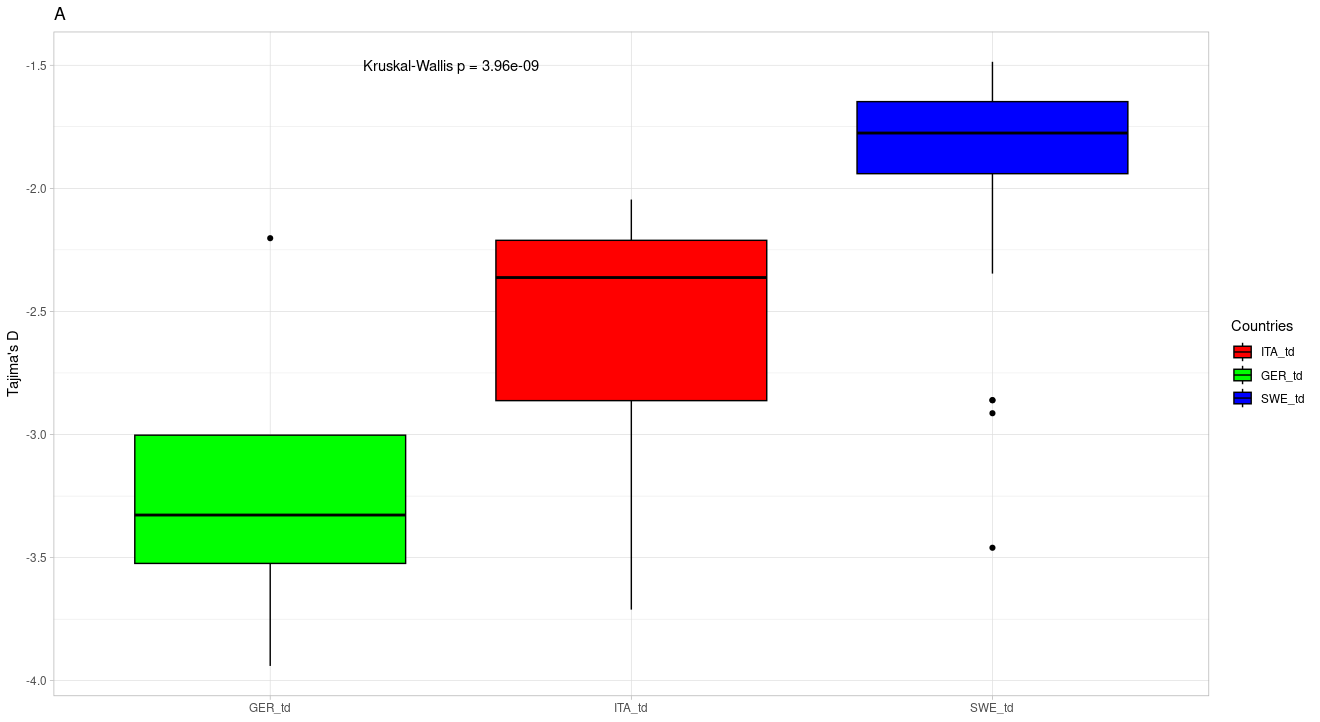 A
Kruskal-Wallis p = 3.96e-09
Tajima's D
-1.5
-2.0
-2.5
-3.0
-3.5
-4.0
GER_td
ITA_td
SWE_td
Countries
ITA_td
GER_td
SWE_td